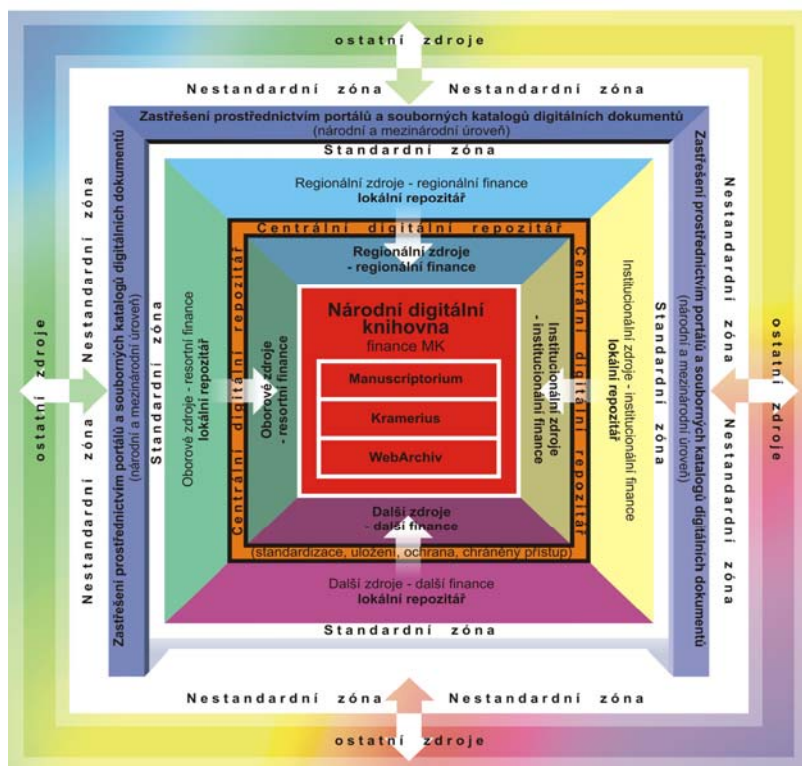 ostatní zdroje
Nestandardní zóna Nestandardní zóna
Zastřešení prostřednictvím portálů a souborných katalogů digitálních dokumentů
(národní a mezinárodní úroveň)
Standardní zóna
Regionální zdroje - regionální finance
lokální repozitář
Centrální digitální repozitář
Regionální zdroje
- regionální finance
ostatní zdroje
Nestandardní zóna Nestandardní zóna
Zastřešení prostřednictvím portálů a souborných katalogů digitálních dokumentů
(národní a mezinárodní úroveň)
Standardní zóna
Oborové zdroje - resortní finance
lokální repozitář
Centrální digitální repozitář
Oborové zdroje
- resortní finance
Národní digitální
knihovna
finance MK
Manuscriptorium
Kramerius
WebArchiv
Institucionální zdroje
- institucionální finance
Centrální digitální repozitář
Institucionální zdroje - institucionální finance
lokální repozitář
Standardní zóna
Zastřešení prostřednictvím portálů a souborných katalogů digitálních dokumentů
(národní a mezinárodní úroveň)
Nestandardní zóna Nestandardní zóna
ostatní zdroje
Další zdroje
- další finance
(standardizace, uložení, ochrana, chráněný přístup)
Další zdroje - další finance
lokální repozitář
Standardní zóna
Nestandardní zóna Nestandardní zóna
ostatní zdroje